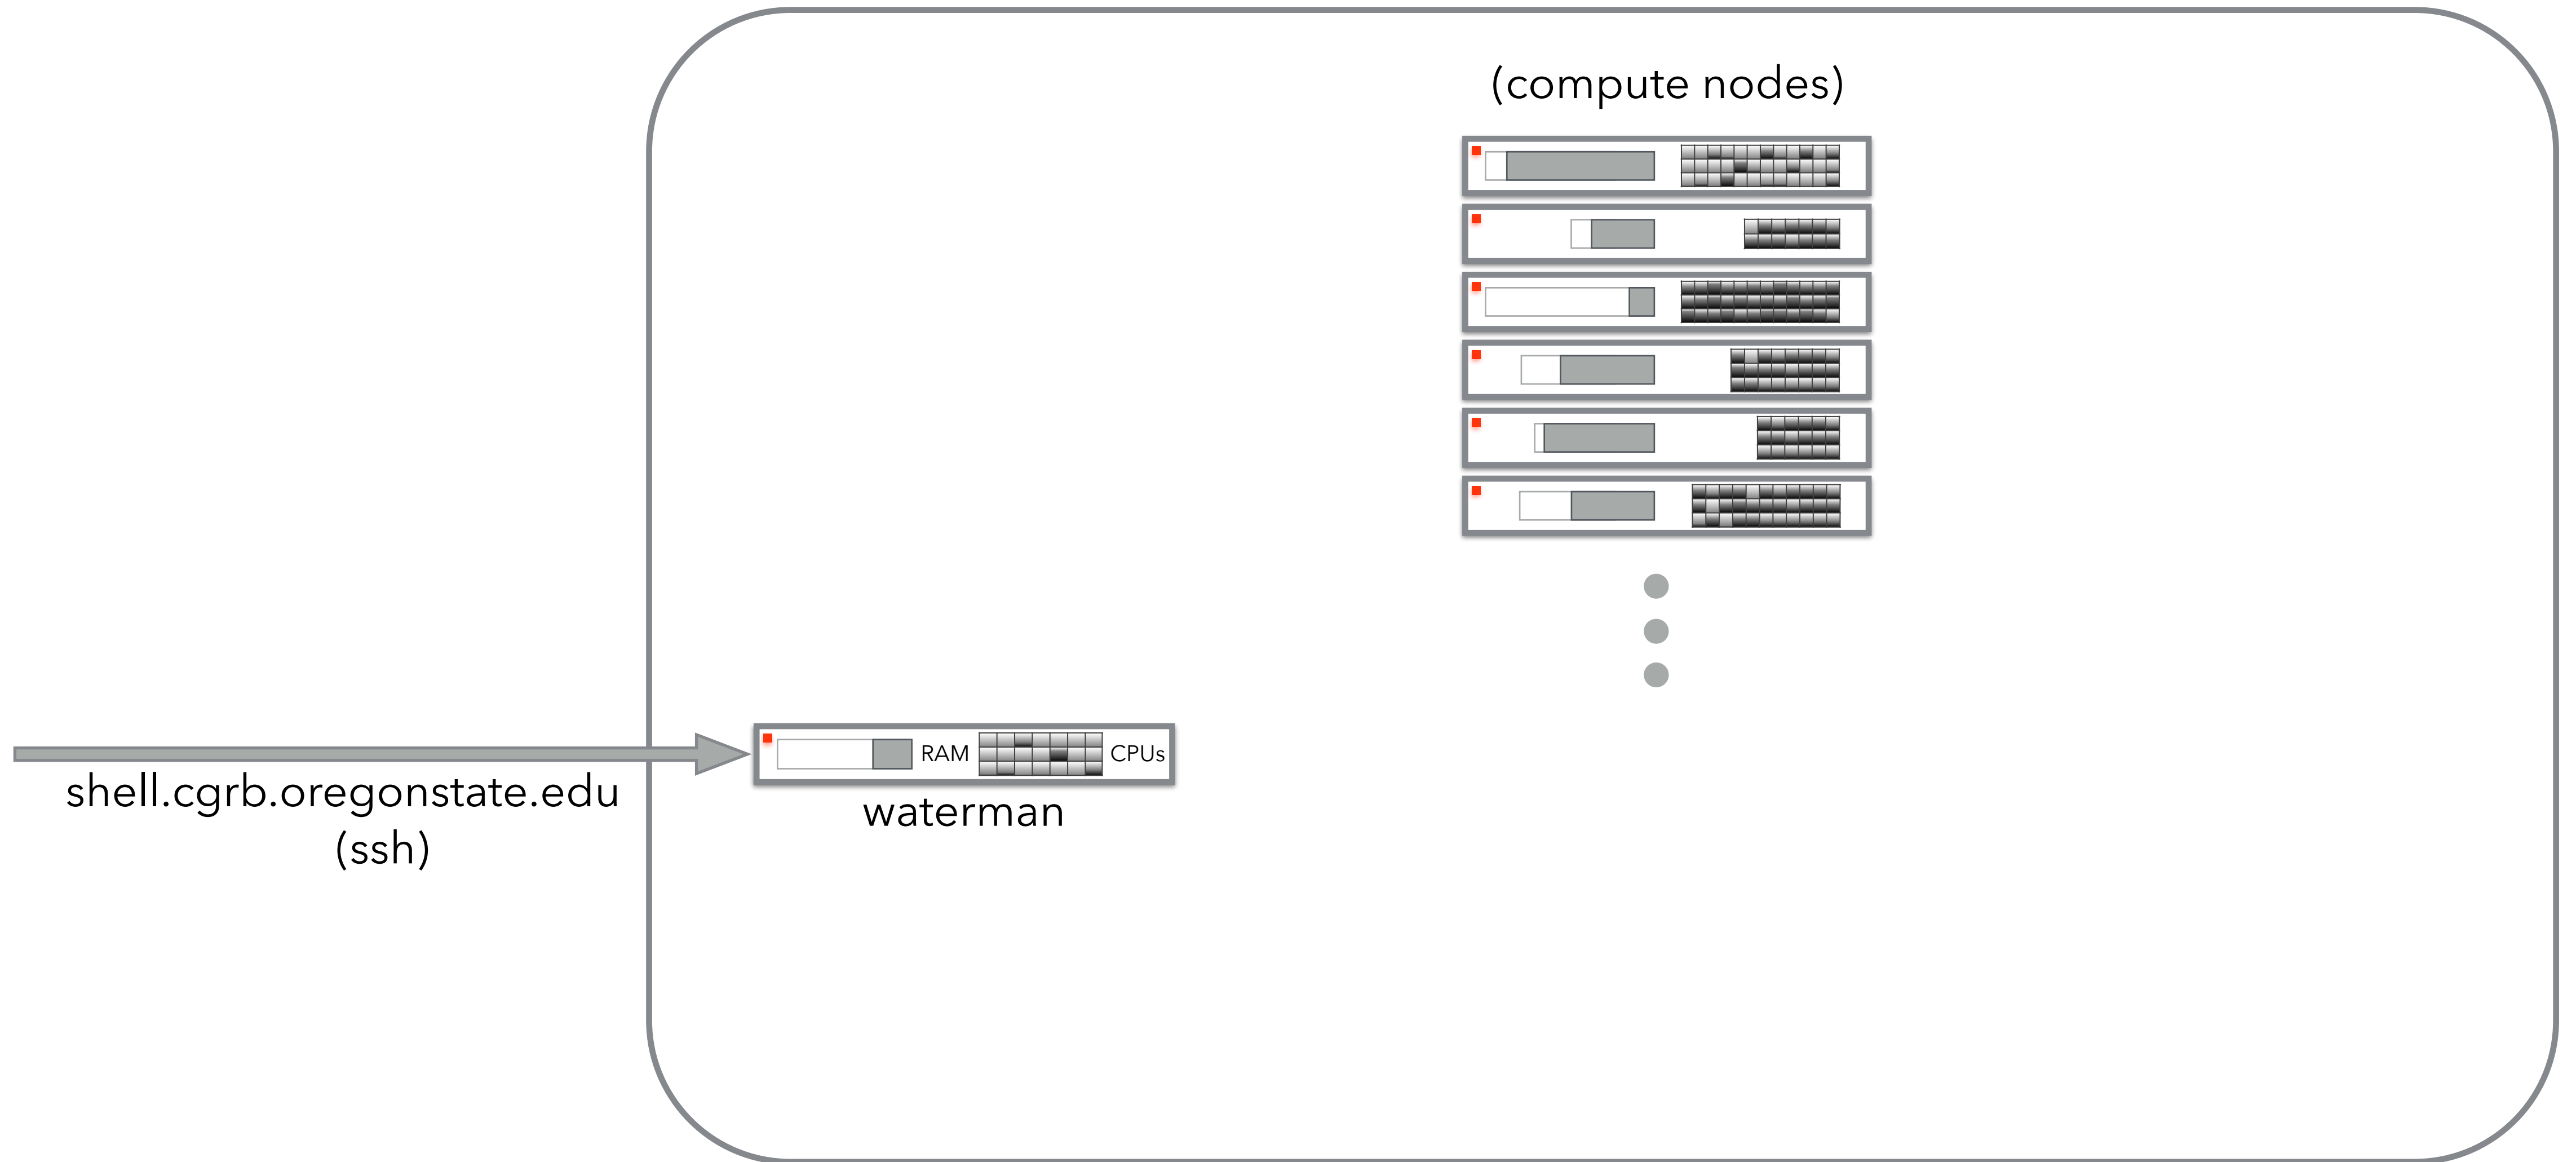 (compute nodes)
RAM
CPUs
shell.cgrb.oregonstate.edu
(ssh)
waterman